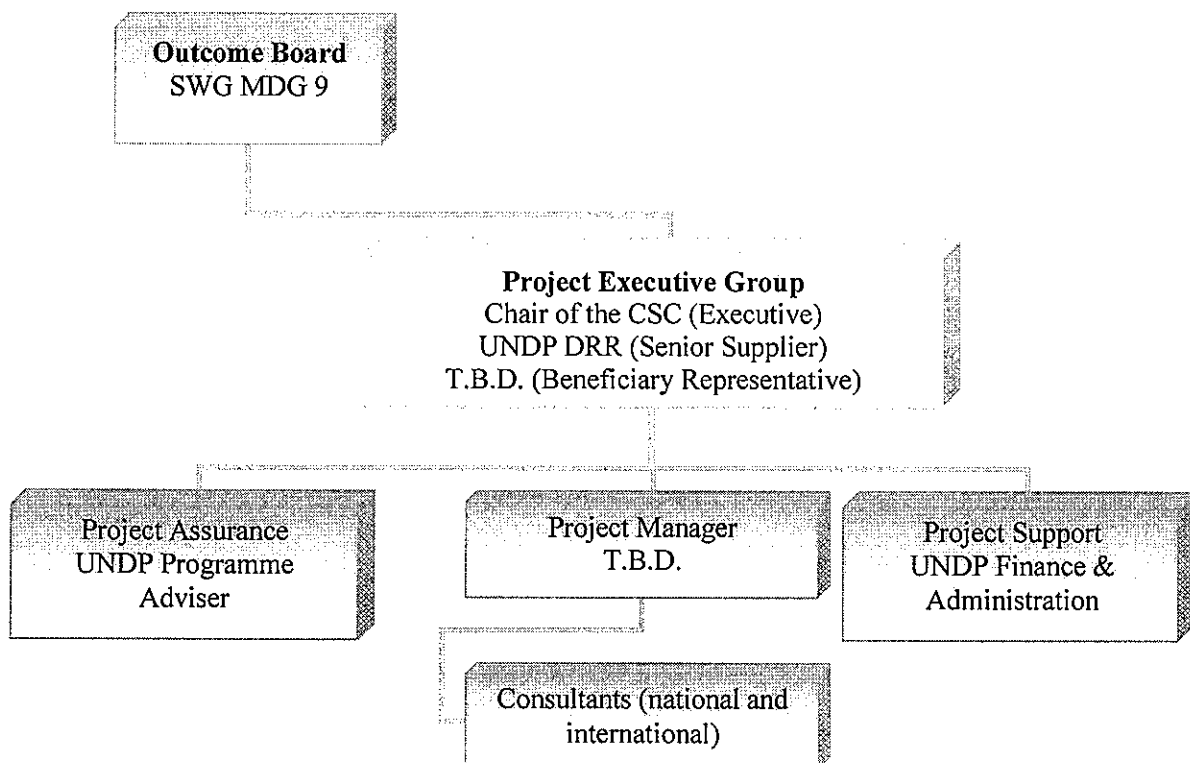 Outcome Board
SWG MDG 9
Project Executive Group
Chair of the CSC (Executive)
UNDP DRR (Senior Supplier)
T.B.D. (Beneficiary Representative)
Project Assurance
UNDP Programme
Adviser
Project Manager
T.B.D.
Project Support
UNDP Finance &
Administration
Consultants (national and
international)